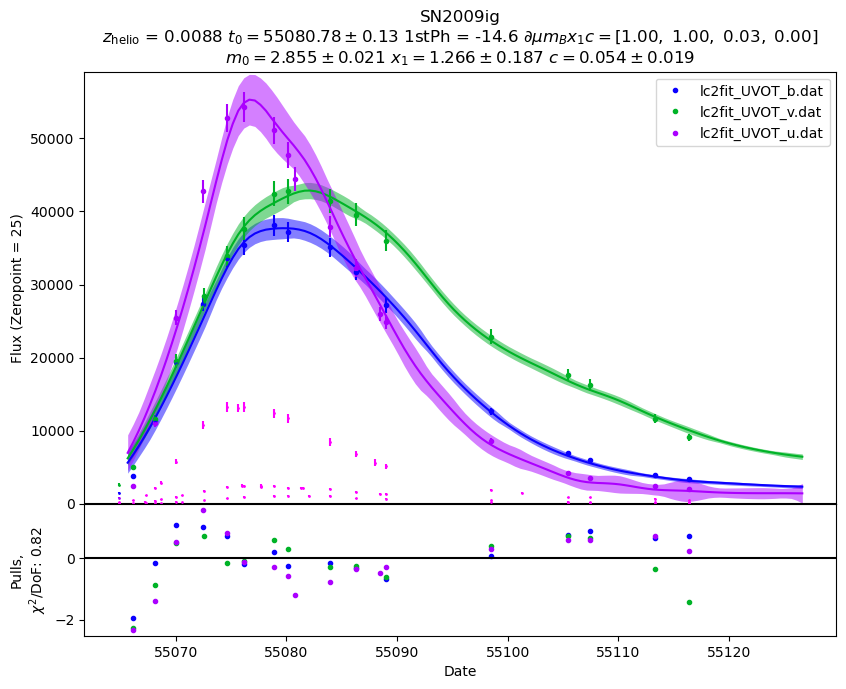 SN2009ig
z_helio = 0.0088 t_0 = 55080.78 ± 0.13 1stPh = -14.6 ∂μm_Bx_1c = [1.00, 1.00, 0.03, 0.00]
m_0 = 2.855 ± 0.021 x_1 = 1.266 ± 0.187 c = 0.054 ± 0.019
lc2fit_UVOT_b.dat
lc2fit_UVOT_v.dat
lc2fit_UVOT_u.dat
Flux (Zeropoint = 25)
50000
40000
30000
20000
10000
0
Pulls,
χ²/DoF: 0.82
0
−2
55070 55080 55090 55100 55110 55120
Date